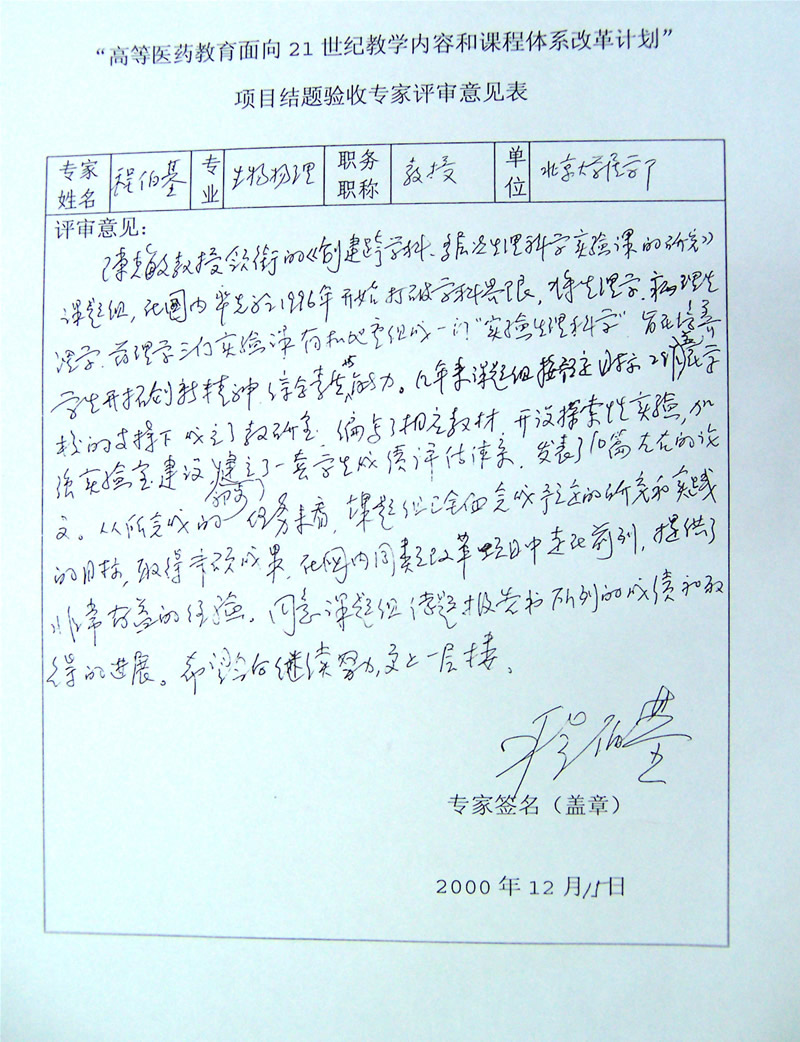 “高等医药教育面向 21 世纪教学内容和课程体系改革计划”
项目结题验收专家评审意见表
专家姓名 程伯基 专业 生物物理 职务职称 教授 单位 北京大学医学部
评审意见：
陈克敏教授领衔的《创建跨学科、多层次生理科学实验课的研究》
课题组，在国内率先于1996年开始打破学科界限，将生理学、病理生
理学、药理学三门实验课有机地重组成一门“实验生理科学”，旨在培养
学生开拓创新精神、综合素质与能力。几年来课题组按预定目标，在学
校的支持下成立了教研室，编写了相应教材，开设探索性实验，加
强实验室建设，建立了一套学生成绩评估体系，发表了10篇左右的论
文。从所完成的任务来看，课题组已全面完成预定的研究和实践
的目标，取得丰硕成果，在国内同类改革项目中走在前列，提供了
非常有益的经验。同意课题组结题报告书所列的成绩和取
得的进展。希望今后继续努力，更上一层楼。
程伯基
专家签名（盖章）
2000 年 12 月 15 日